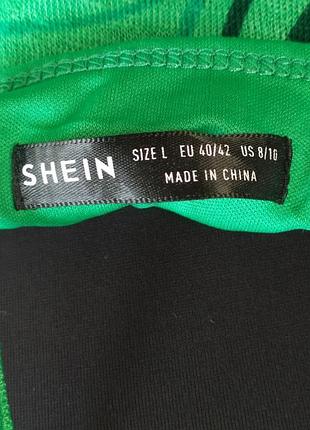 SHEIN
SIZE L EU 40/42 US 8/10
MADE IN CHINA